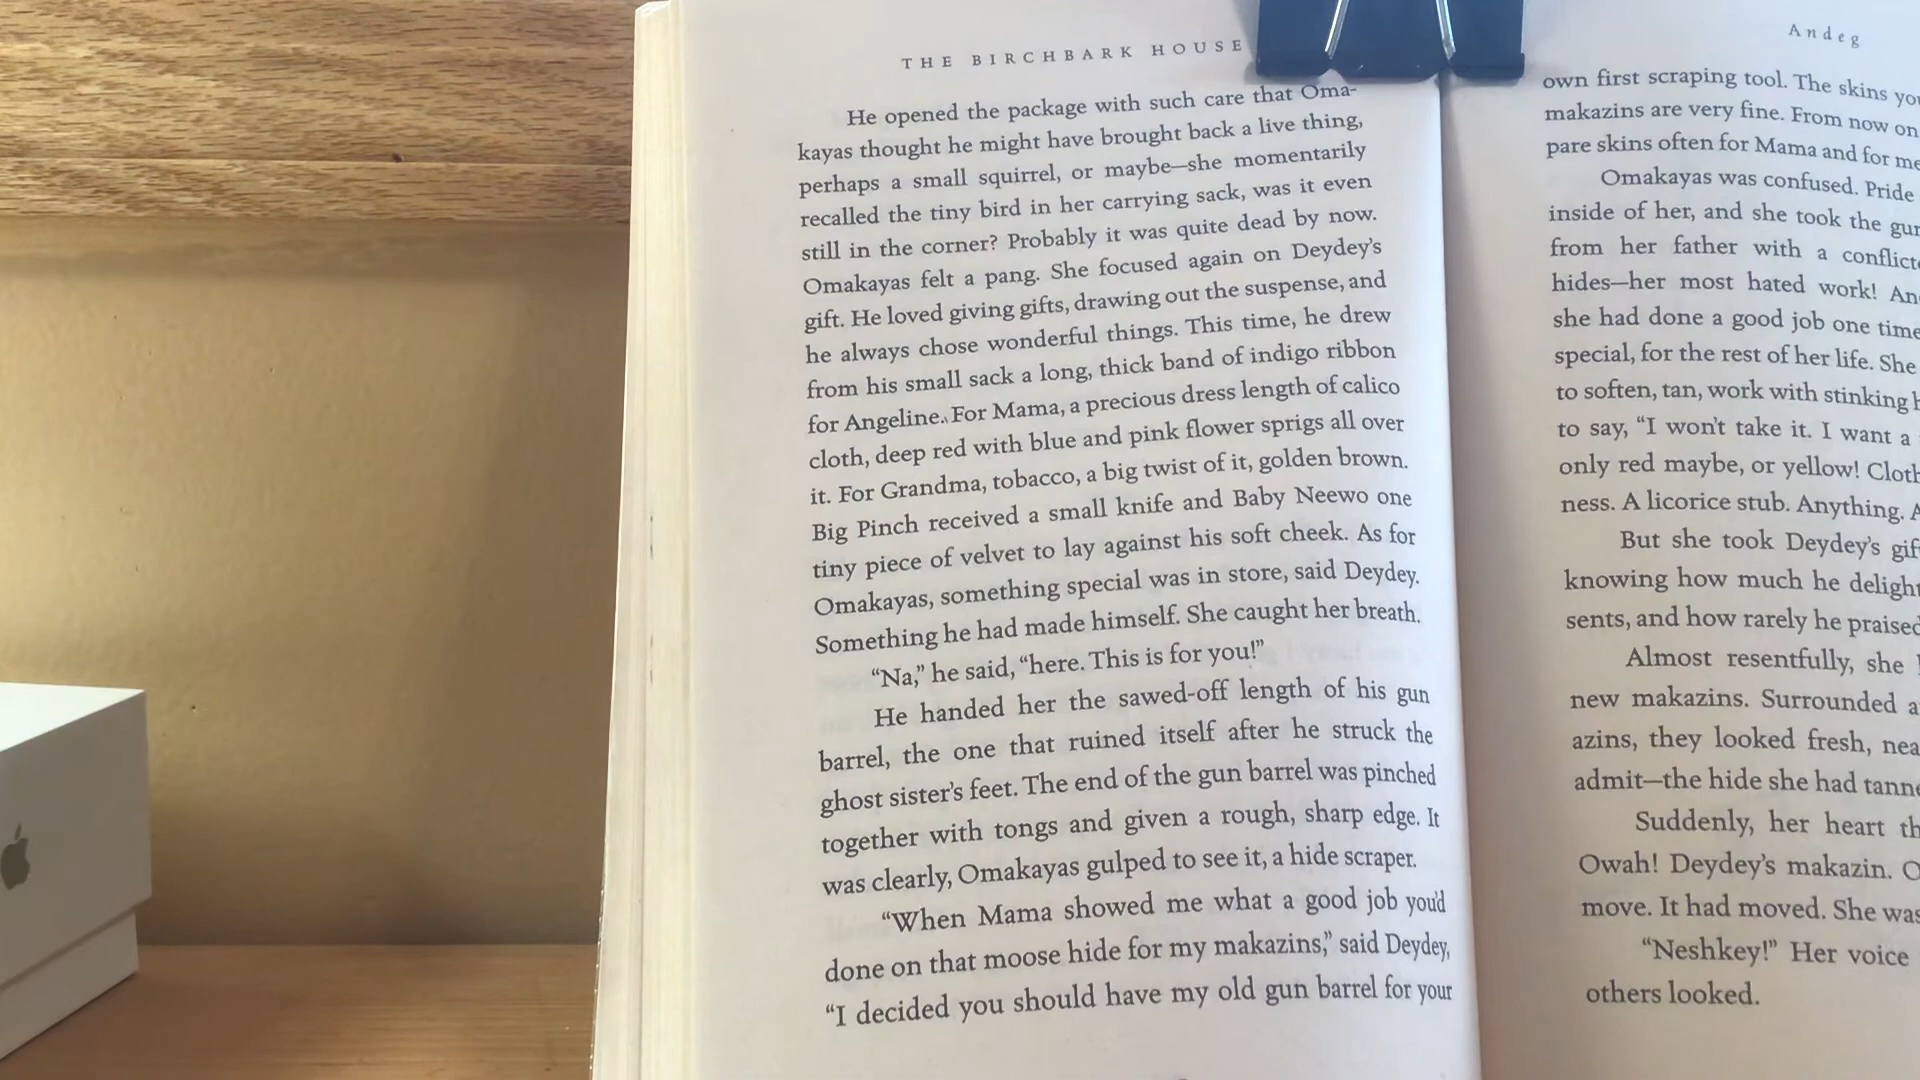 THE BIRCHBARK HOUSE
He opened the package with such care that Oma-
kayas thought he might have brought back a live thing,
perhaps a small squirrel, or maybe—she momentarily
recalled the tiny bird in her carrying sack, was it even
still in the corner? Probably it was quite dead by now.
Omakayas felt a pang. She focused again on Deydey’s
gift. He loved giving gifts, drawing out the suspense, and
he always chose wonderful things. This time, he drew
from his small sack a long, thick band of indigo ribbon
for Angeline. For Mama, a precious dress length of calico
cloth, deep red with blue and pink flower sprigs all over
it. For Grandma, tobacco, a big twist of it, golden brown.
Big Pinch received a small knife and Baby Neewo one
tiny piece of velvet to lay against his soft cheek. As for
Omakayas, something special was in store, said Deydey.
Something he had made himself. She caught her breath.
“Na,” he said, “here. This is for you!”
He handed her the sawed-off length of his gun
barrel, the one that ruined itself after he struck the
ghost sister’s feet. The end of the gun barrel was pinched
together with tongs and given a rough, sharp edge. It
was clearly, Omakayas gulped to see it, a hide scraper.
“When Mama showed me what a good job you’d
done on that moose hide for my makazins,” said Deydey,
“I decided you should have my old gun barrel for your
Andeg
own first scraping tool. The skins
makazins are very fine. From now on
pare skins often for Mama and for
Omakayas was confused. Pride
inside of her, and she took the
from her father with a
hides—her most hated work!
she had done a good job one time
special, for the rest of her life. She
to soften, tan, work with stinking
to say, “I won’t take it. I want a
only red maybe, or yellow!
ness. A licorice stub. Anything.
But she took Deydey’s
knowing how much he
sents, and how rarely he praised
Almost resentfully, she
new makazins. Surrounded
azins, they looked fresh,
admit—the hide she had
Suddenly, her heart
Owah! Deydey’s makazin.
move. It had moved. She
“Neshkey!” Her voice
others looked.